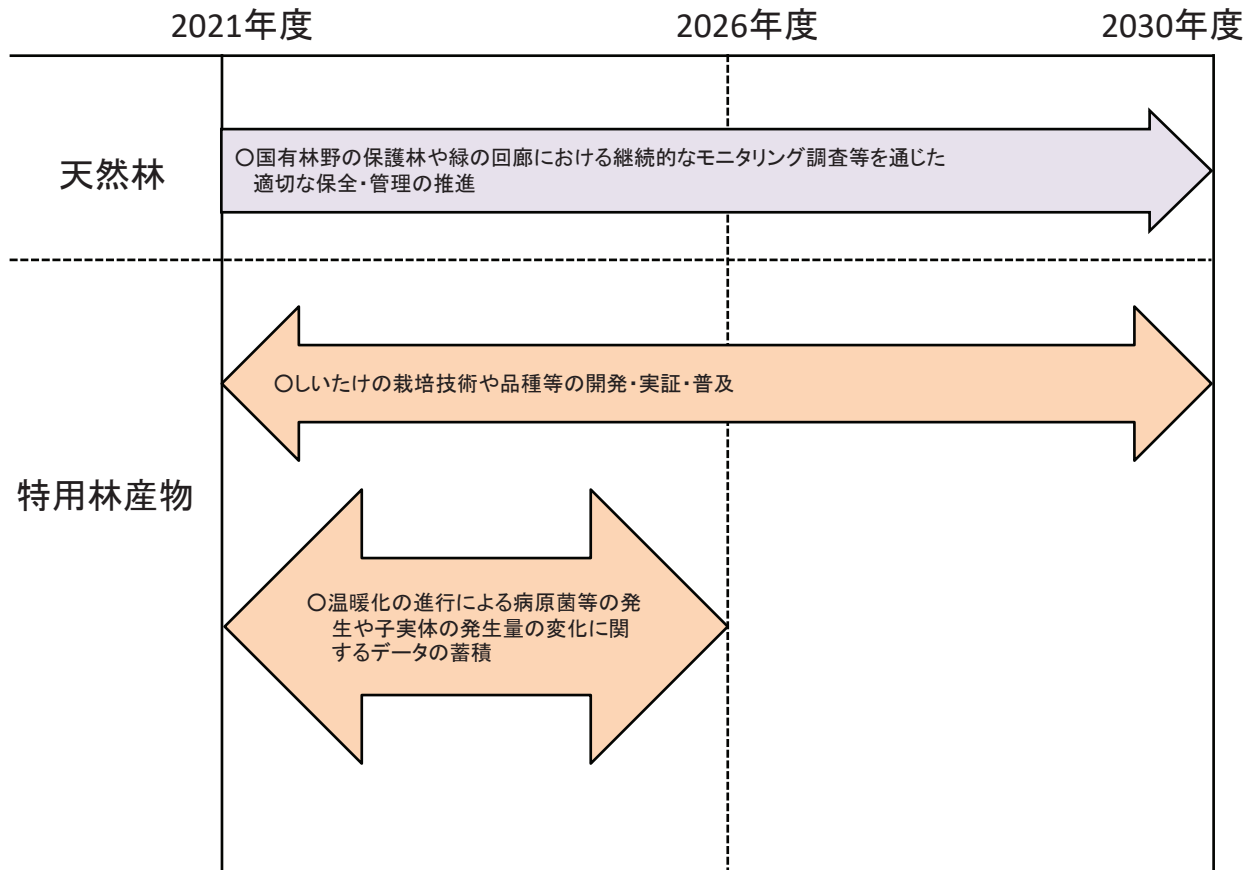 2021年度 2026年度 2030年度
天然林
○国有林野の保護林や緑の回廊における継続的なモニタリング調査等を通じた
適切な保全・管理の推進
○しいたけの栽培技術や品種等の開発・実証・普及
特用林産物
○温暖化の進行による病原菌等の発
生や子実体の発生量の変化に関
するデータの蓄積